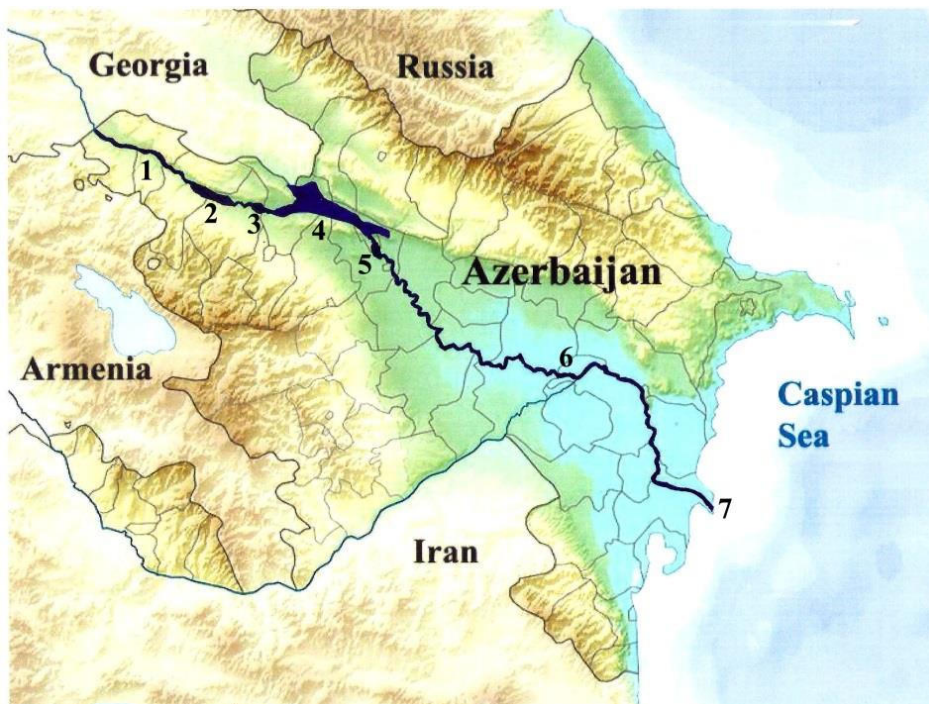 Georgia
Russia
1
2
3
4
5
Azerbaijan
Armenia
6
Caspian
Sea
7
Iran